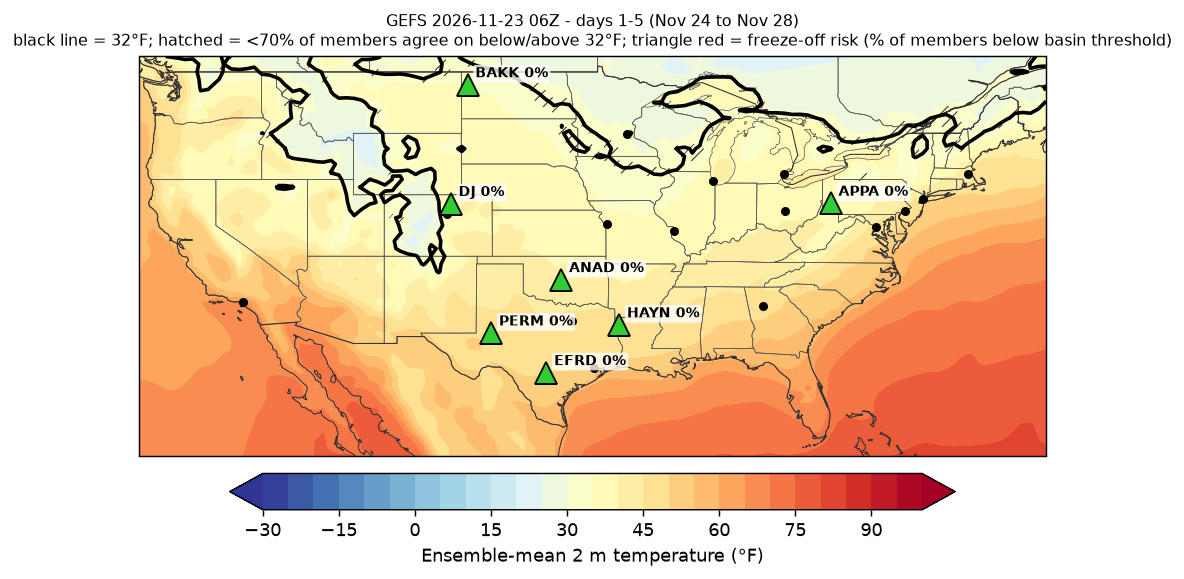 GEFS 2026-11-23 06Z - days 1-5 (Nov 24 to Nov 28)
black line = 32°F; hatched = <70% of members agree on below/above 32°F; triangle red = freeze-off risk (% of members below basin threshold)
BAKK 0%
DJ 0%
APPA 0%
ANAD 0%
HAYN 0%
PERM 0%
EFRD 0%
−30 −15 0 15 30 45 60 75 90
Ensemble-mean 2 m temperature (°F)